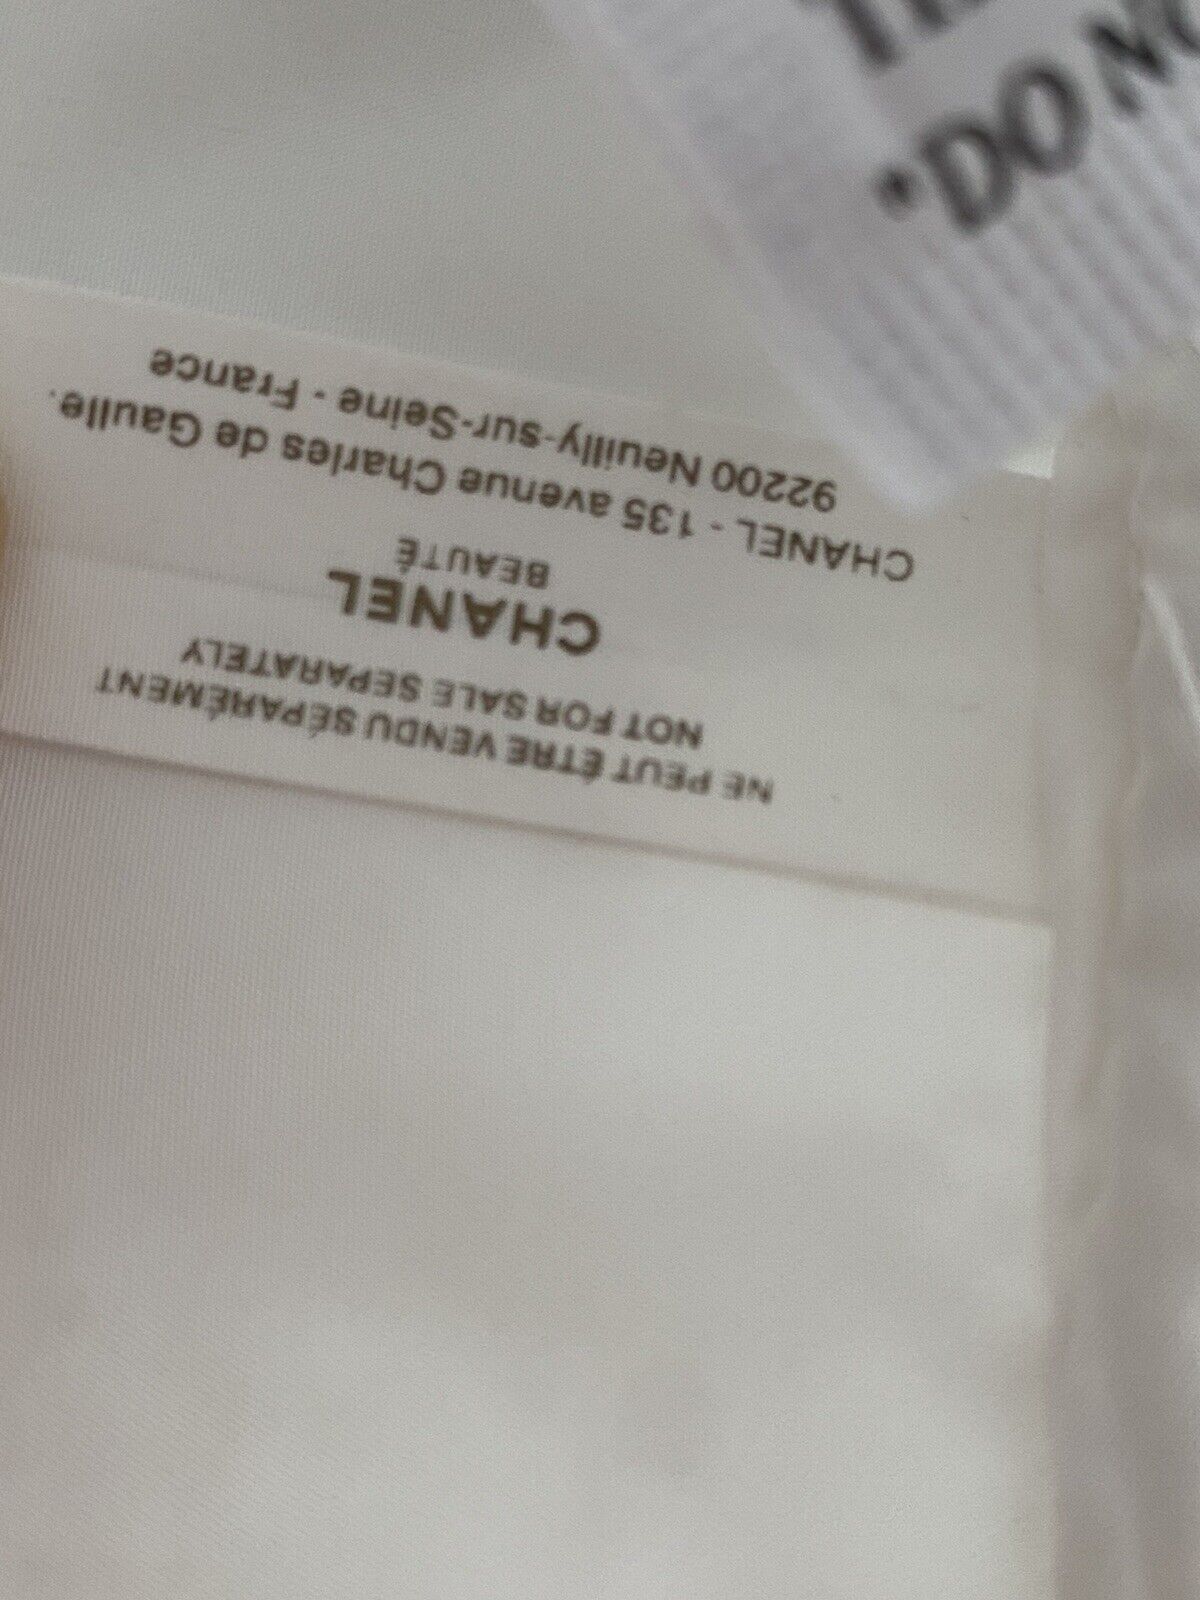 NE PEUT ÊTRE VENDU SÉPARÉMENT
NOT FOR SALE SEPARATELY
CHANEL
BEAUTÉ
CHANEL - 135 avenue Charles de Gaulle.
92200 Neuilly-sur-Seine - France
*DO